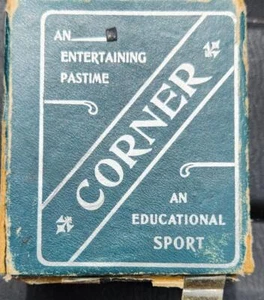 AN
ENTERTAINING
PASTIME
CORNER
AN
EDUCATIONAL
SPORT